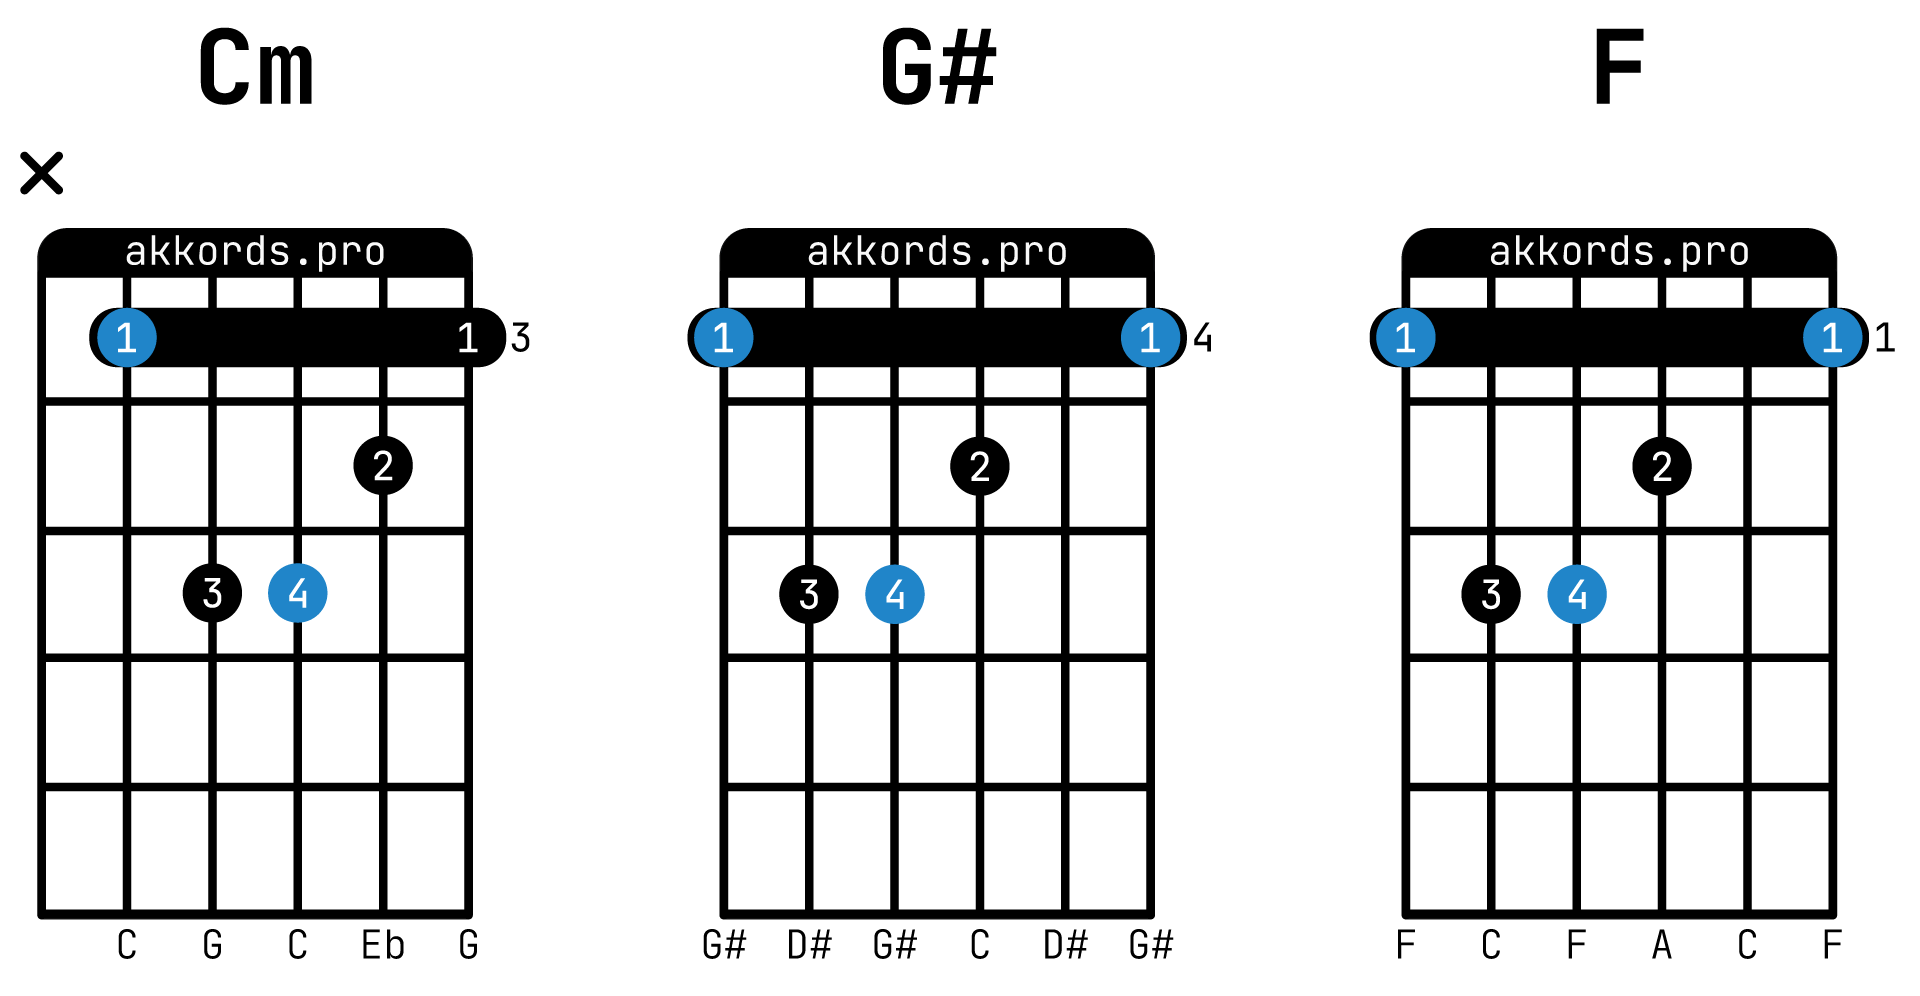 Cm G# F
×
akkords.pro akkords.pro akkords.pro
1 1 3 1 1 4 1 1 1
2 2 2
3 4 3 4 3 4
C G C Eb G G# D# G# C D# G# F C F A C F